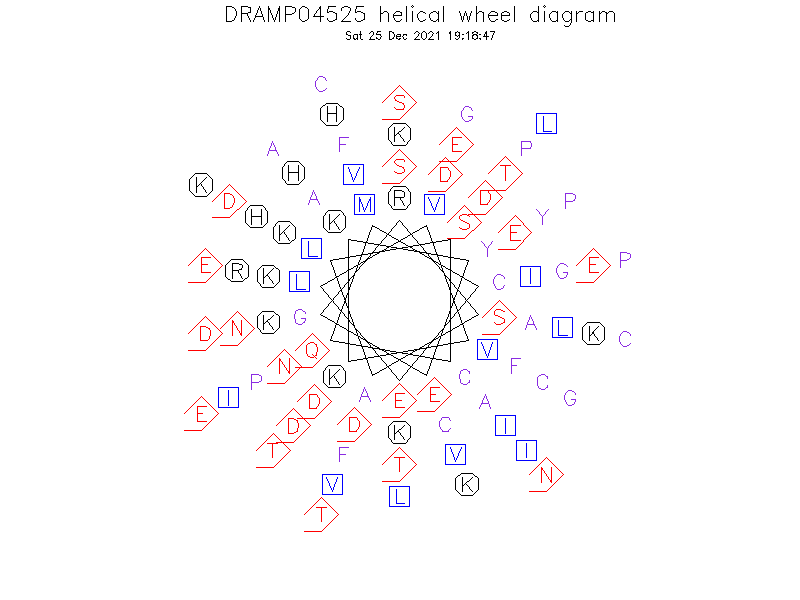 DRAMP04525 helical wheel diagram
Sat 25 Dec 2021 19:18:47
C
S
H G
L
K
F E
A P
S
H V D T
K
D A R D P
M V
H K S Y
K E
L Y
E E P
R G
K I
L C
G S
K A
N L
D K C
Q V
N F
K C
P C
I A E G
D E A
E
D D C I
K
T F V I
T
N
V K
L
T